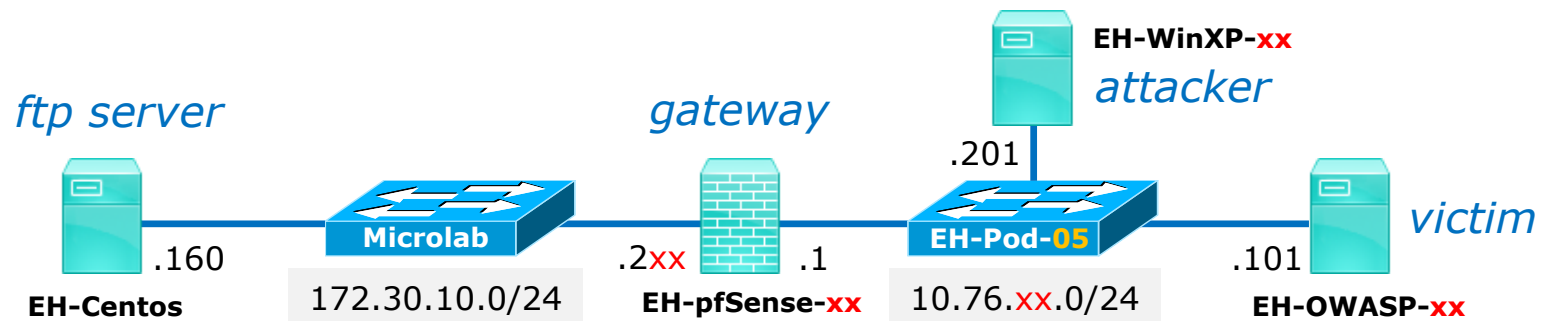 EH-WinXP-xx
attacker
ftp server
gateway
.201
victim
Microlab
EH-Pod-05
.160
.2xx
.1
.101
172.30.10.0/24
10.76.xx.0/24
EH-Centos
EH-pfSense-xx
EH-OWASP-xx